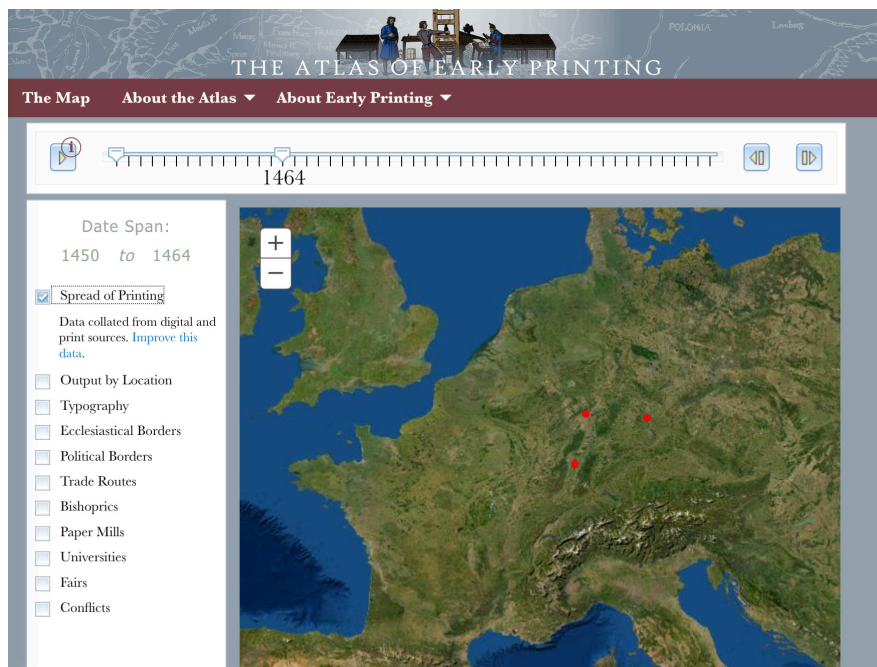 POLONIA
Lemberg
THE ATLAS OF EARLY PRINTING
The Map
About the Atlas
About Early Printing
1
1464
Date Span:
1450 to 1464
Spread of Printing
Data collated from digital and
print sources. Improve this
data.
Output by Location
Typography
Ecclesiastical Borders
Political Borders
Trade Routes
Bishoprics
Paper Mills
Universities
Fairs
Conflicts
+
−